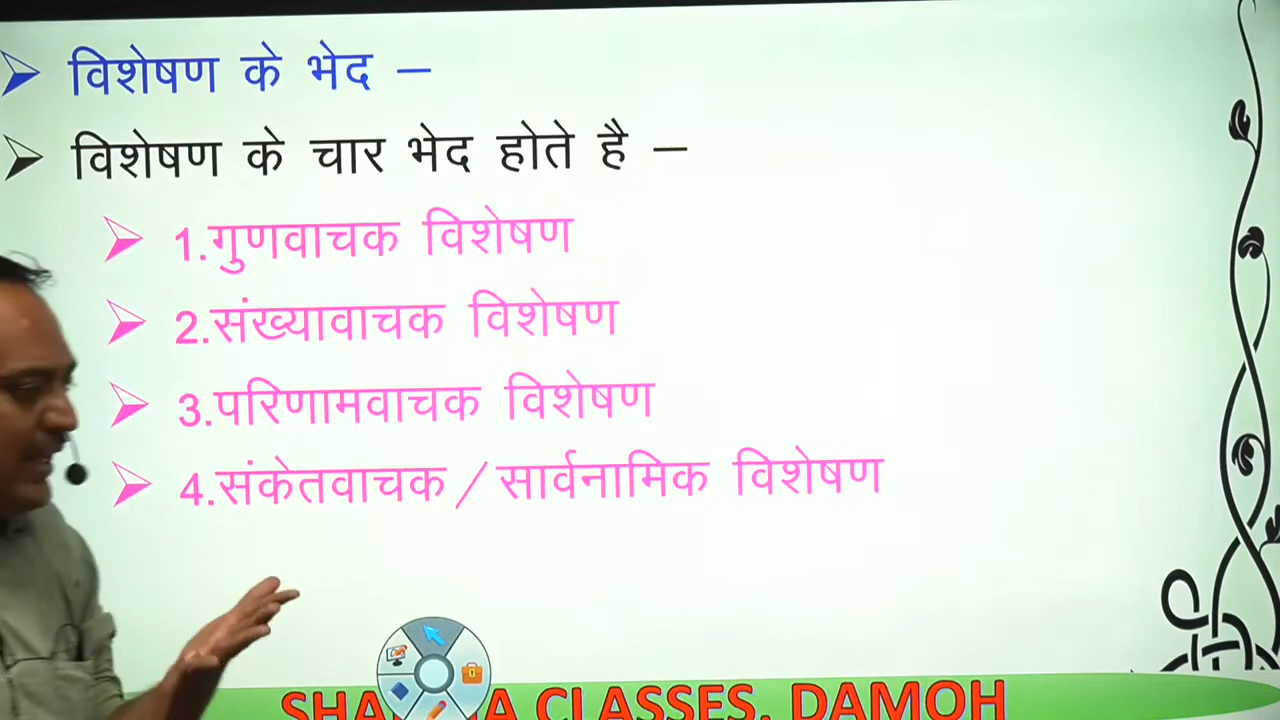 विशेषण के भेद –
विशेषण के चार भेद होते है –
1.गुणवाचक विशेषण
2.संख्यावाचक विशेषण
3.परिणामवाचक विशेषण
4.संकेतवाचक/सार्वनामिक विशेषण
CLASSES, DAMOH